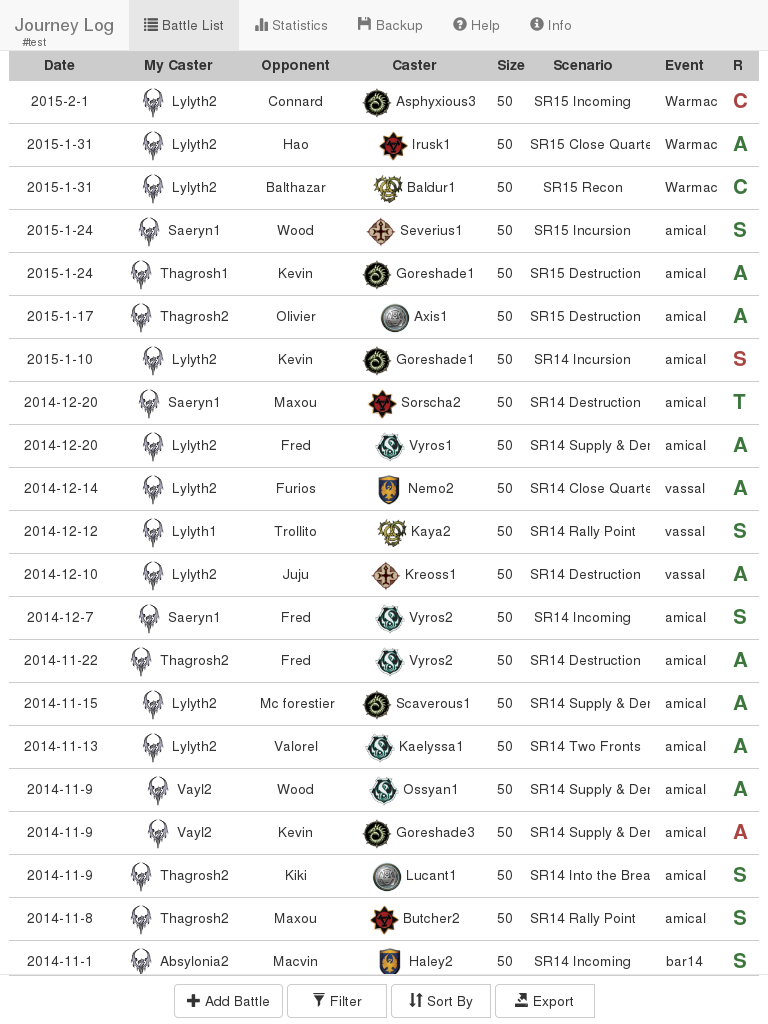 Journey Log
#test
Battle List Statistics Backup Help Info
Date My Caster Opponent Caster Size Scenario Event R
2015-2-1 Lylyth2 Connard Asphyxious3 50 SR15 Incoming Warmac C
2015-1-31 Lylyth2 Hao Irusk1 50 SR15 Close Quarte Warmac A
2015-1-31 Lylyth2 Balthazar Baldur1 50 SR15 Recon Warmac C
2015-1-24 Saeryn1 Wood Severius1 50 SR15 Incursion amical S
2015-1-24 Thagrosh1 Kevin Goreshade1 50 SR15 Destruction amical A
2015-1-17 Thagrosh2 Olivier Axis1 50 SR15 Destruction amical A
2015-1-10 Lylyth2 Kevin Goreshade1 50 SR14 Incursion amical S
2014-12-20 Saeryn1 Maxou Sorscha2 50 SR14 Destruction amical T
2014-12-20 Lylyth2 Fred Vyros1 50 SR14 Supply & Der amical A
2014-12-14 Lylyth2 Furios Nemo2 50 SR14 Close Quarte vassal A
2014-12-12 Lylyth1 Trollito Kaya2 50 SR14 Rally Point vassal S
2014-12-10 Lylyth2 Juju Kreoss1 50 SR14 Destruction vassal A
2014-12-7 Saeryn1 Fred Vyros2 50 SR14 Incoming amical S
2014-11-22 Thagrosh2 Fred Vyros2 50 SR14 Destruction amical A
2014-11-15 Lylyth2 Mc forestier Scaverous1 50 SR14 Supply & Der amical A
2014-11-13 Lylyth2 Valorel Kaelyssa1 50 SR14 Two Fronts amical A
2014-11-9 Vayl2 Wood Ossyan1 50 SR14 Supply & Der amical A
2014-11-9 Vayl2 Kevin Goreshade3 50 SR14 Supply & Der amical A
2014-11-9 Thagrosh2 Kiki Lucant1 50 SR14 Into the Brea amical S
2014-11-8 Thagrosh2 Maxou Butcher2 50 SR14 Rally Point amical S
2014-11-1 Absylonia2 Macvin Haley2 50 SR14 Incoming bar14 S
Add Battle Filter Sort By Export